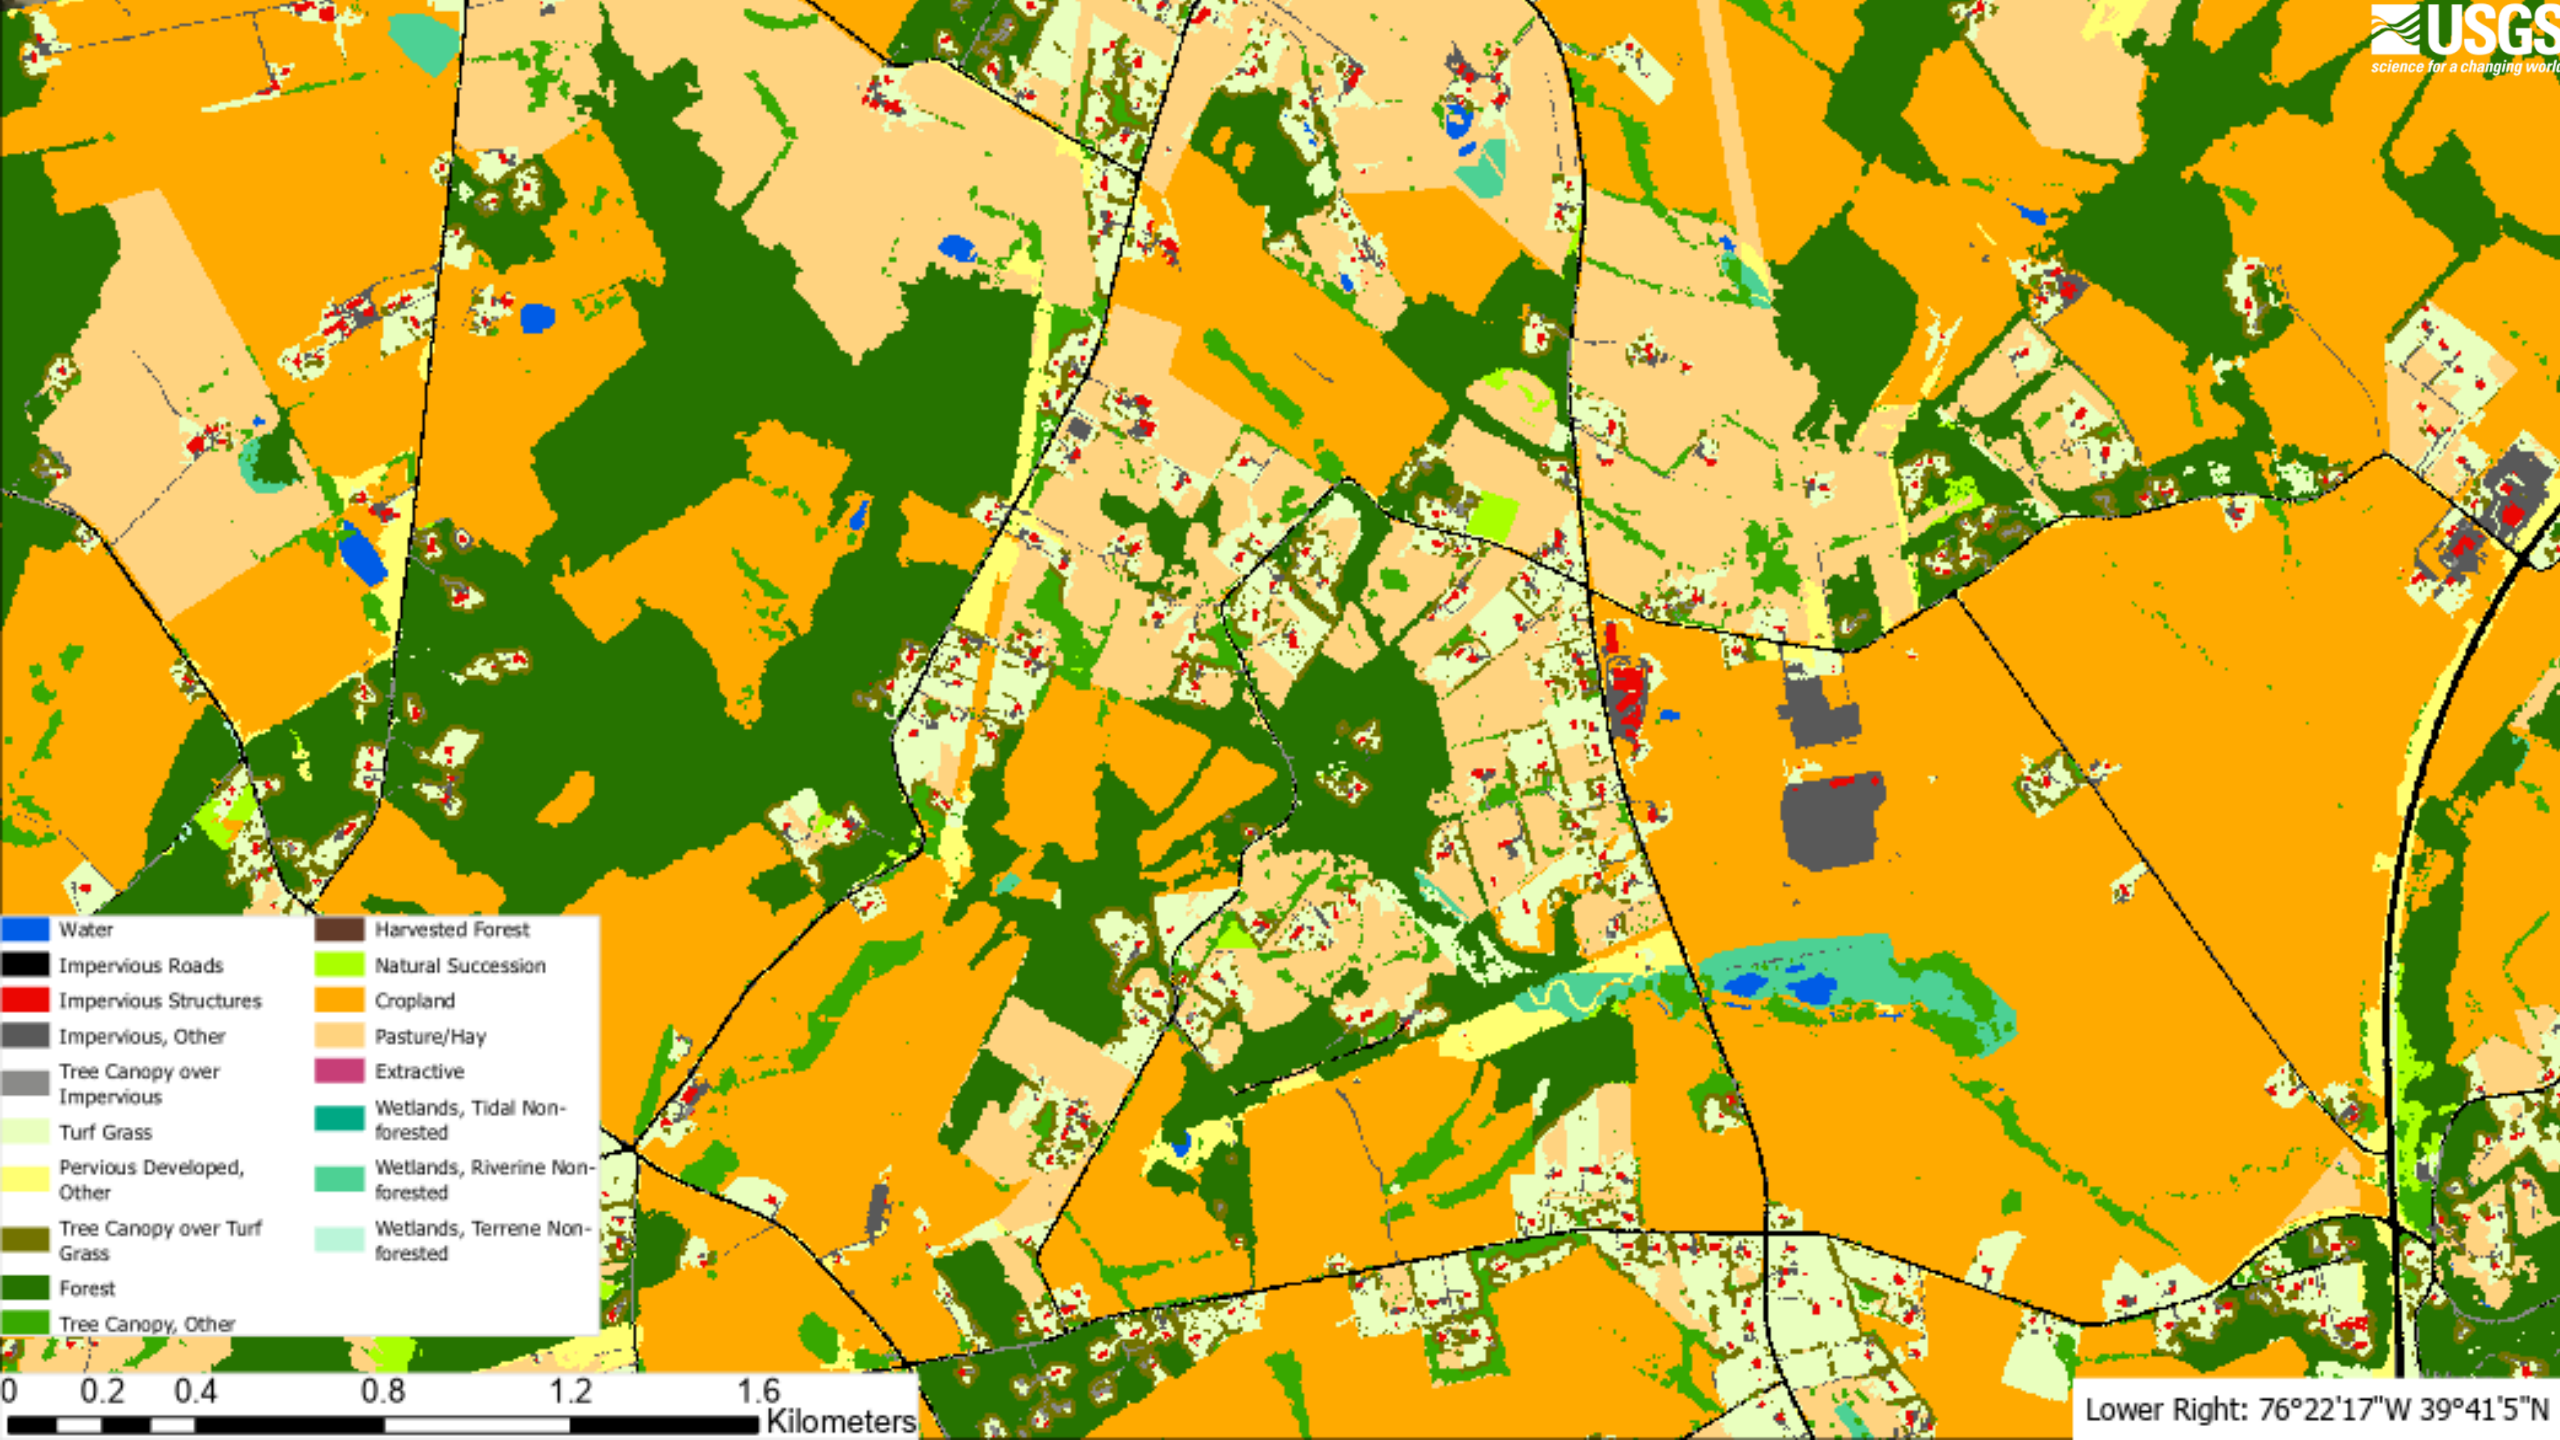 USGS
science for a changing world
Water
Impervious Roads
Impervious Structures
Impervious, Other
Tree Canopy over
Impervious
Turf Grass
Pervious Developed,
Other
Tree Canopy over Turf
Grass
Forest
Tree Canopy, Other
Harvested Forest
Natural Succession
Cropland
Pasture/Hay
Extractive
Wetlands, Tidal Non-
forested
Wetlands, Riverine Non-
forested
Wetlands, Terrene Non-
forested
0 0.2 0.4 0.8 1.2 1.6
Kilometers
Lower Right: 76°22'17"W 39°41'5"N